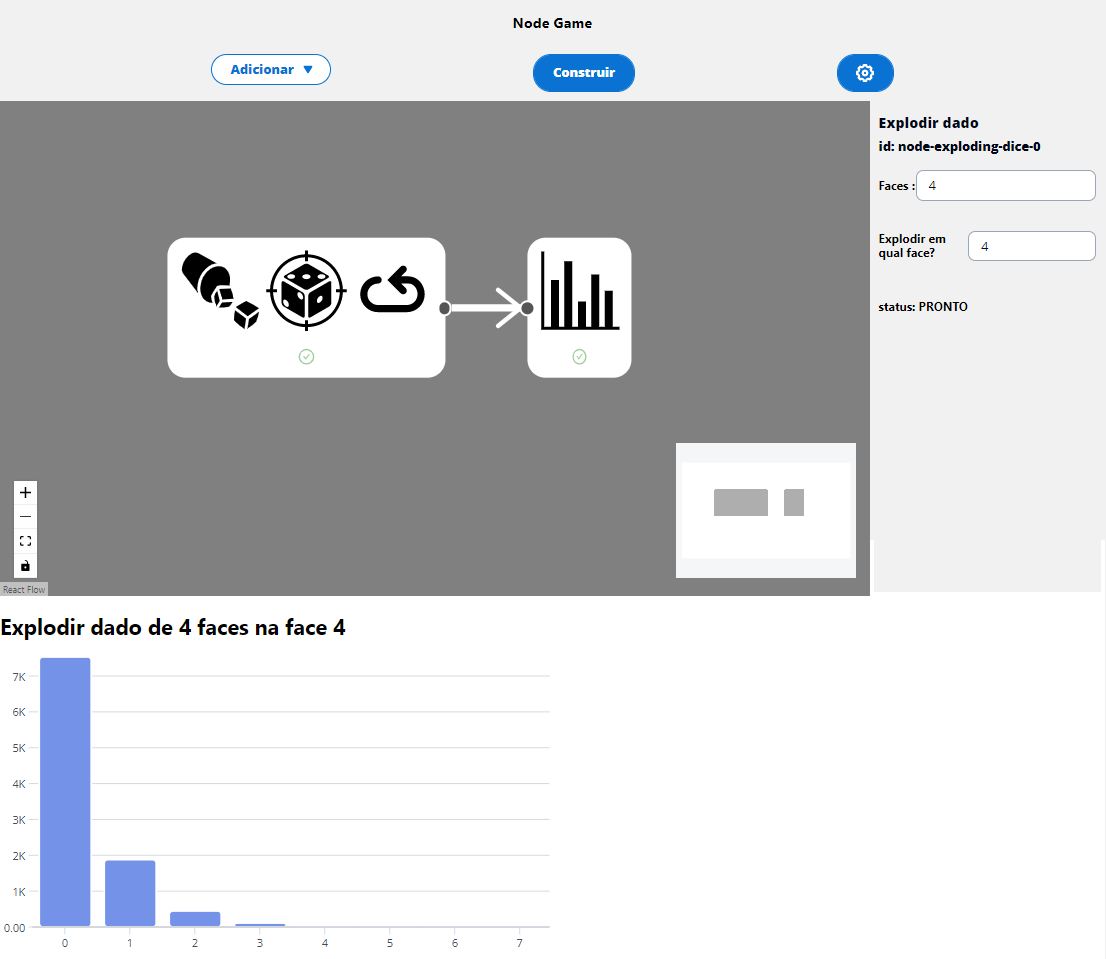 Node Game
Adicionar ▼
Construir
Explodir dado
id: node-exploding-dice-0
Faces :
4
Explodir em
qual face?
4
status: PRONTO
React Flow
Explodir dado de 4 faces na face 4
7K
6K
5K
4K
3K
2K
1K
0.00
0 1 2 3 4 5 6 7